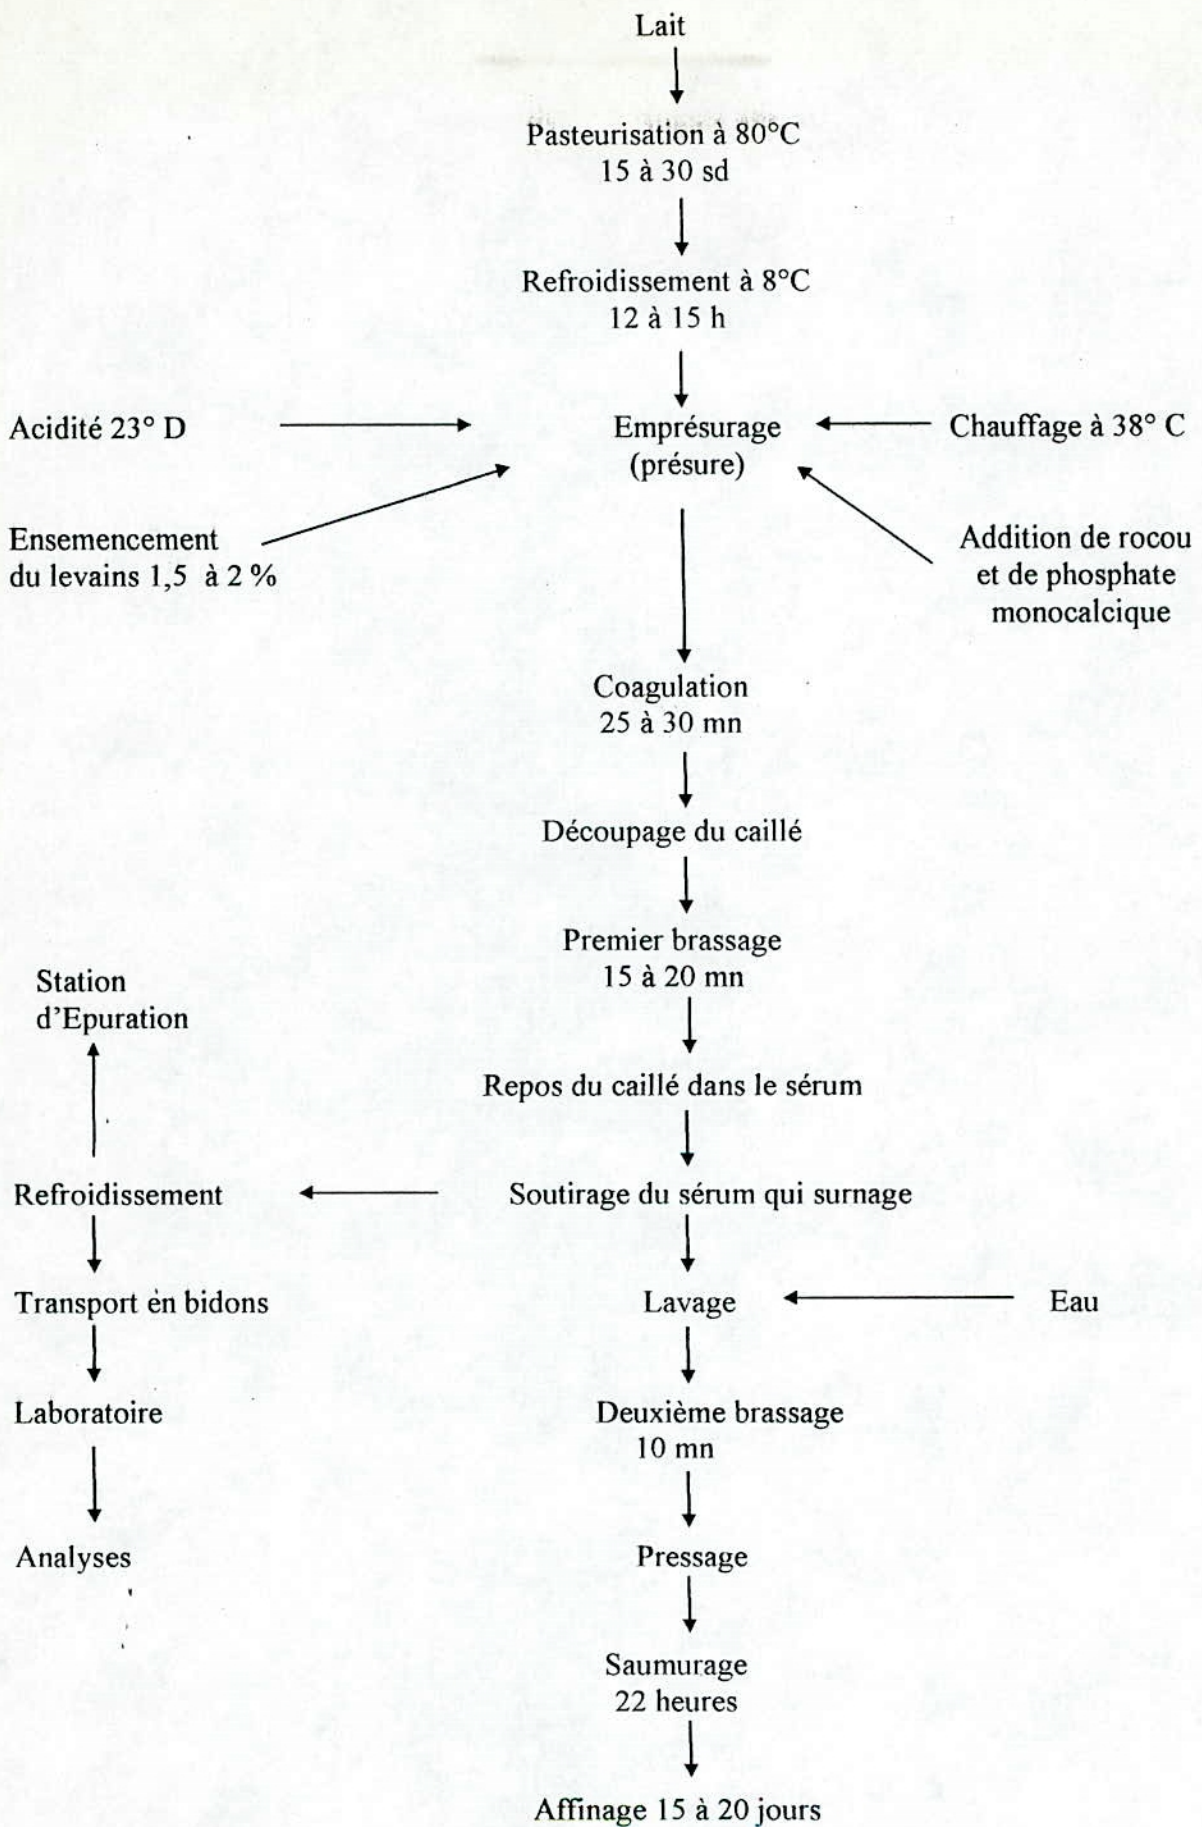 Lait
Pasteurisation à 80°C
15 à 30 sd
Refroidissement à 8°C
12 à 15 h
Acidité 23° D
Emprésurage
(présure)
Chauffage à 38° C
Ensemencement
du levains 1,5 à 2 %
Addition de rocou
et de phosphate
monocalcique
Coagulation
25 à 30 mn
Découpage du caillé
Premier brassage
15 à 20 mn
Station
d'Epuration
Repos du caillé dans le sérum
Refroidissement
Soutirage du sérum qui surnage
Transport en bidons
Lavage
Eau
Laboratoire
Deuxième brassage
10 mn
Analyses
Pressage
Saumurage
22 heures
Affinage 15 à 20 jours